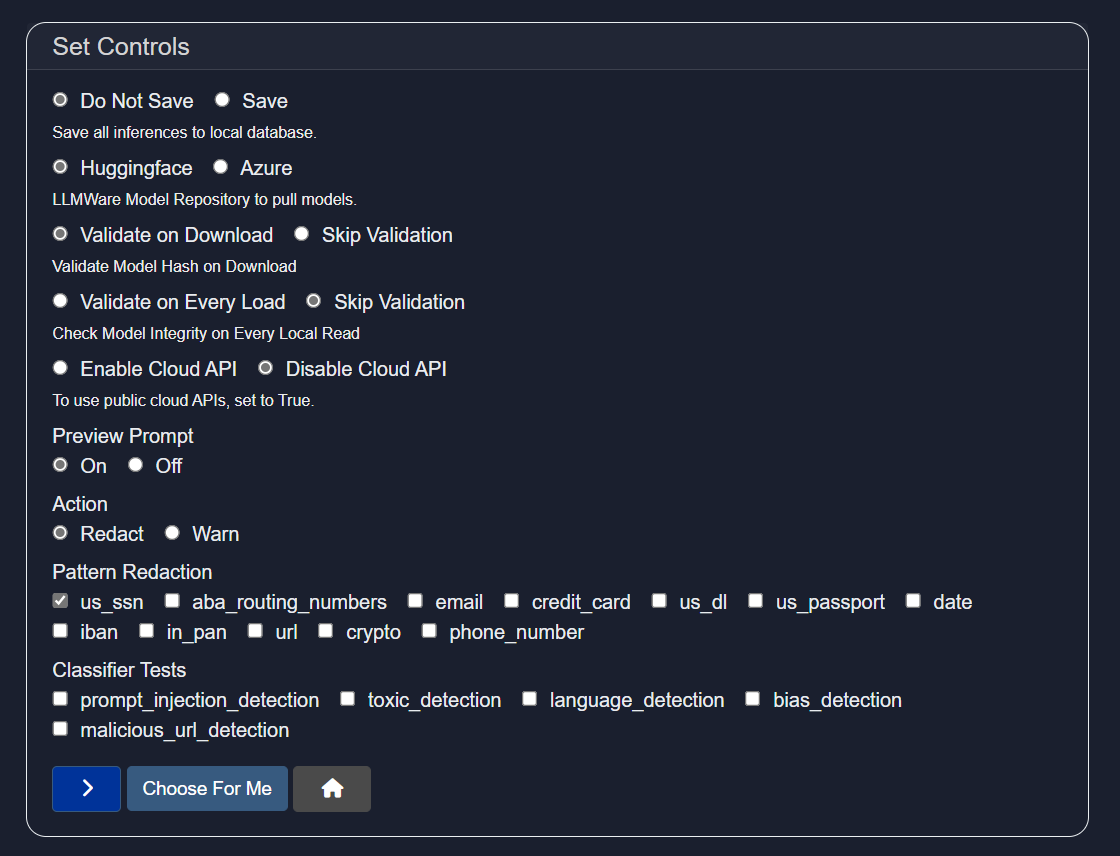 Set Controls
Do Not Save Save
Save all inferences to local database.
Huggingface Azure
LLMWare Model Repository to pull models.
Validate on Download Skip Validation
Validate Model Hash on Download
Validate on Every Load Skip Validation
Check Model Integrity on Every Local Read
Enable Cloud API Disable Cloud API
To use public cloud APIs, set to True.
Preview Prompt
On Off
Action
Redact Warn
Pattern Redaction
us_ssn aba_routing_numbers email credit_card us_dl us_passport date
iban in_pan url crypto phone_number
Classifier Tests
prompt_injection_detection toxic_detection language_detection bias_detection
malicious_url_detection
Choose For Me